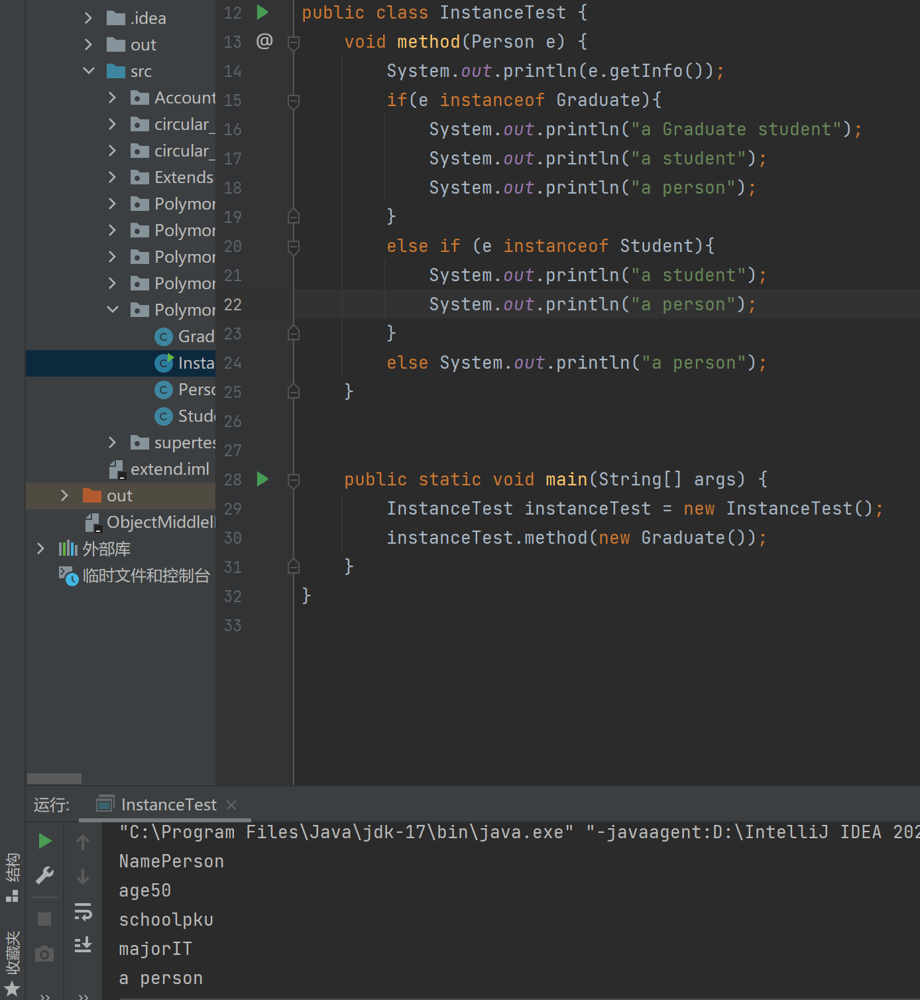 .idea
out
src
Account
circular_
circular_
Extends
Polymor
Polymor
Polymor
Polymor
Polymor
Grad
Insta
Perso
Stude
supertes
extend.iml
out
ObjectMiddleI
外部库
临时文件和控制台
12 public class InstanceTest {
13 @ void method(Person e) {
14 System.out.println(e.getInfo());
15 if(e instanceof Graduate){
16 System.out.println("a Graduate student");
17 System.out.println("a student");
18 System.out.println("a person");
19 }
20 else if (e instanceof Student){
21 System.out.println("a student");
22 System.out.println("a person");
23 }
24 else System.out.println("a person");
25 }
26
27
28 public static void main(String[] args) {
29 InstanceTest instanceTest = new InstanceTest();
30 instanceTest.method(new Graduate());
31 }
32 }
33
运行: InstanceTest
"C:\Program Files\Java\jdk-17\bin\java.exe" "-javaagent:D:\IntelliJ IDEA 202
NamePerson
age50
schoolpku
majorIT
a person
结构
收藏夹